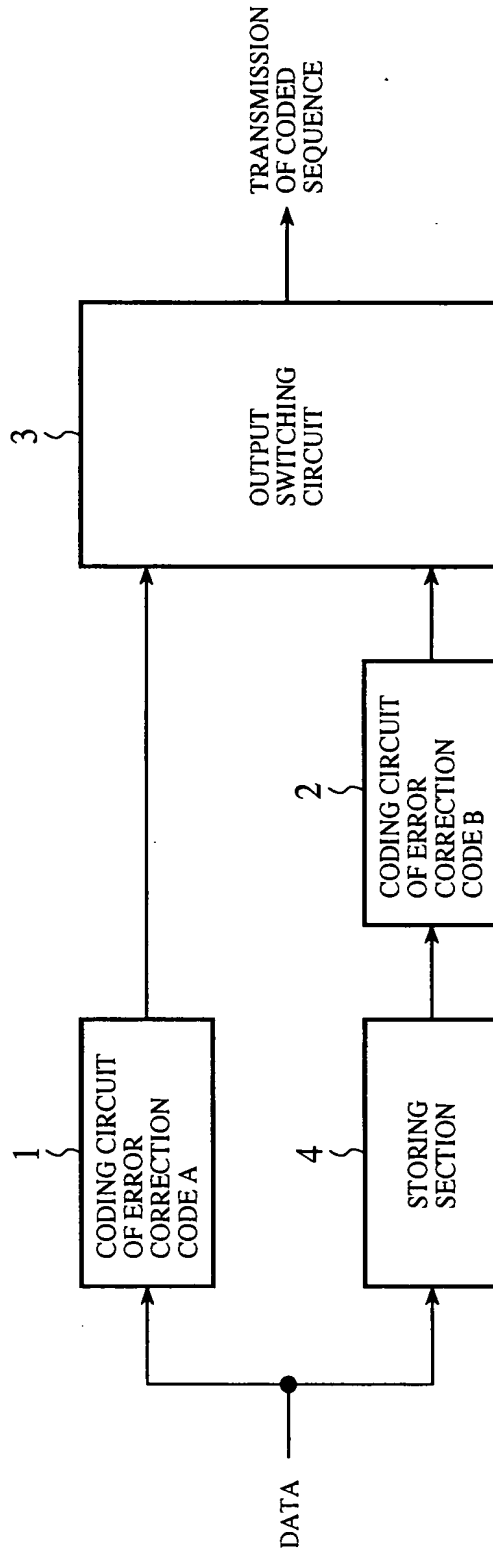 DATA
1
CODING CIRCUIT
OF ERROR
CORRECTION
CODE A
4
STORING
SECTION
2
CODING CIRCUIT
OF ERROR
CORRECTION
CODE B
3
OUTPUT
SWITCHING
CIRCUIT
TRANSMISSION
OF CODED
SEQUENCE